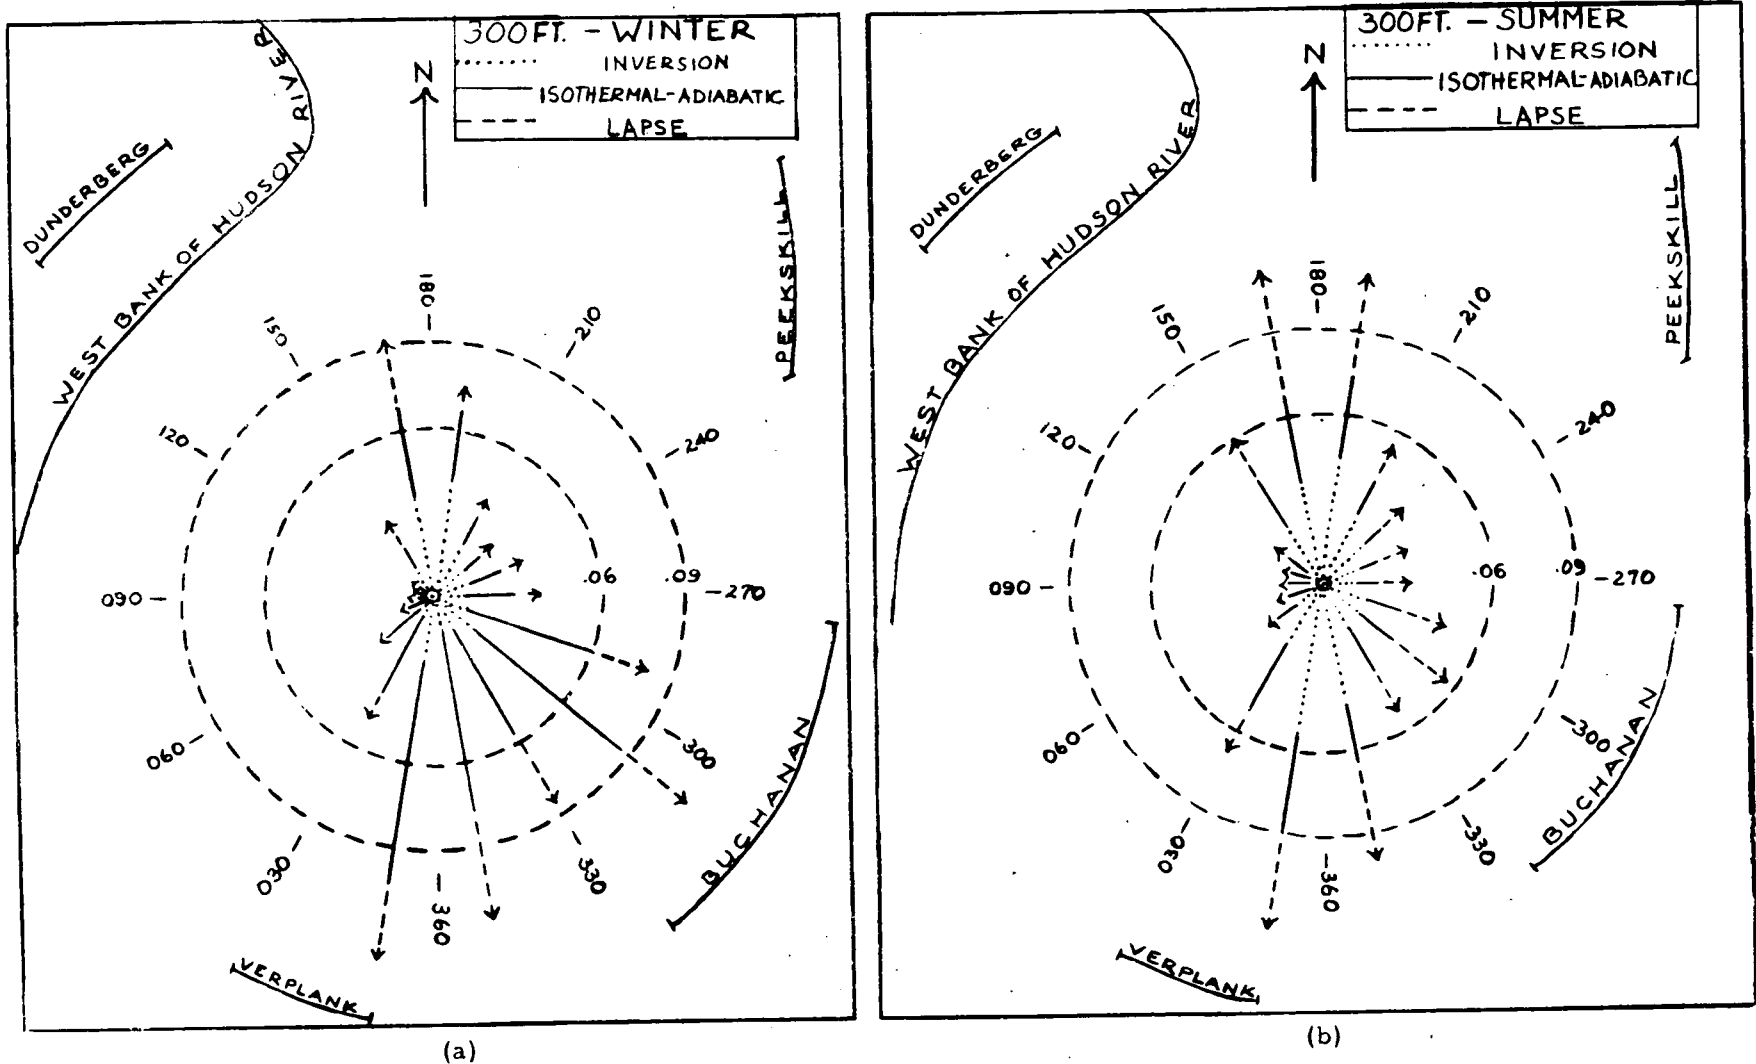 300FT. - WINTER
INVERSION
ISOTHERMAL-ADIABATIC
LAPSE
N
DUNDERBERG
WEST BANK OF HUDSON RIVER
RIVER
PEEKSKILL
180
150
210
120
240
090
.06
.09
270
060
300
030
330
360
BUCHANAN
VERPLANK
(a)
300FT. - SUMMER
INVERSION
ISOTHERMAL-ADIABATIC
LAPSE
N
DUNDERBERG
WEST BANK OF HUDSON RIVER
PEEKSKILL
180
150
210
120
240
090
.06
.09
270
060
300
030
330
360
BUCHANAN
VERPLANK
(b)